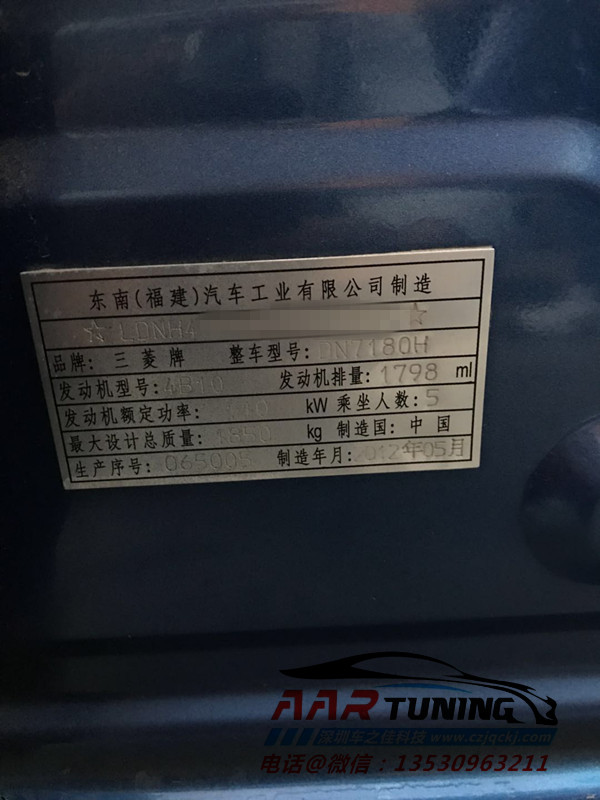 东南(福建)汽车工业有限公司制造
☆ LDNH4 ☆
品牌: 三菱牌 整车型号: DN7180H
发动机型号: 4B10 发动机排量: 1798 ml
发动机额定功率: kW 乘坐人数: 5
最大设计总质量: kg 制造国: 中国
生产序号: 065005 制造年月: 2012年05月
AAR TUNING
深圳车之佳科技 www.czjqckj.com
电话@微信:13530963211